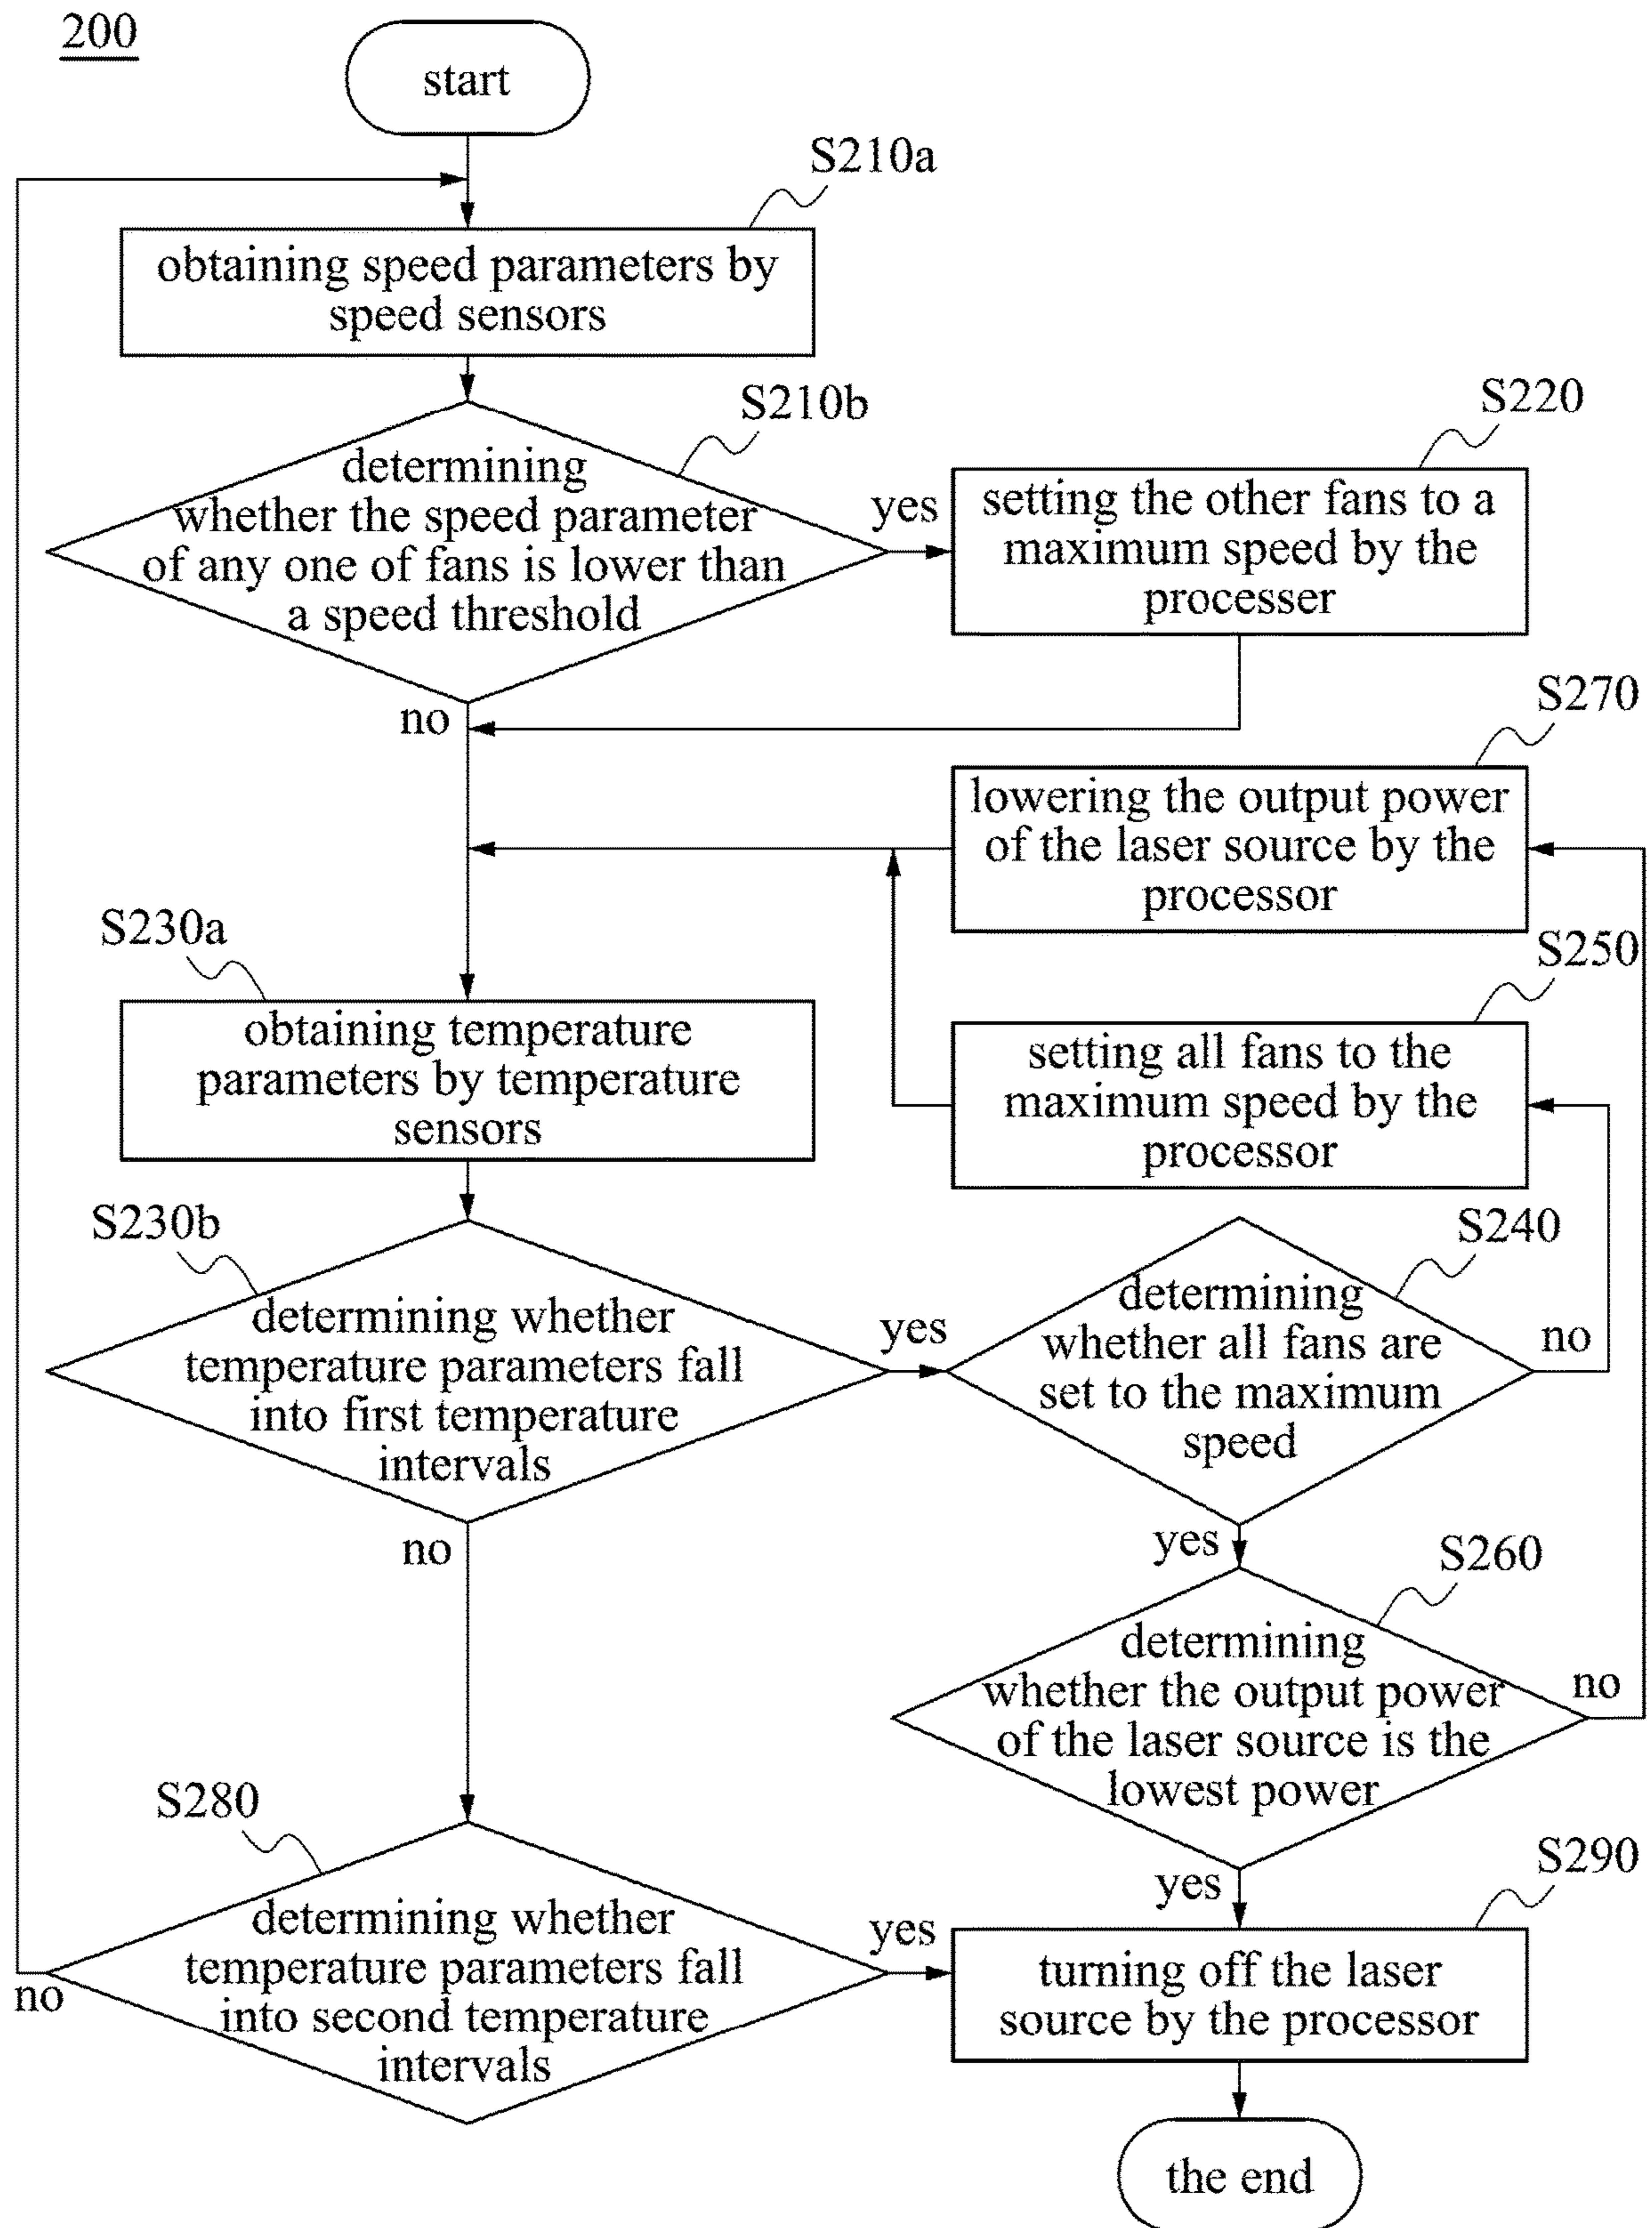 200
start
S210a
obtaining speed parameters by
speed sensors
S210b
determining
whether the speed parameter
of any one of fans is lower than
a speed threshold
yes
S220
setting the other fans to a
maximum speed by the
processer
no
S270
lowering the output power
of the laser source by the
processor
S230a
obtaining temperature
parameters by temperature
sensors
S250
setting all fans to the
maximum speed by the
processor
S230b
determining whether
temperature parameters fall
into first temperature
intervals
yes
S240
determining
whether all fans are
set to the maximum
speed
no
no
yes
S260
determining
whether the output power
of the laser source is the
lowest power
no
S280
determining whether
temperature parameters fall
into second temperature
intervals
no
yes
yes
S290
turning off the laser
source by the processor
the end